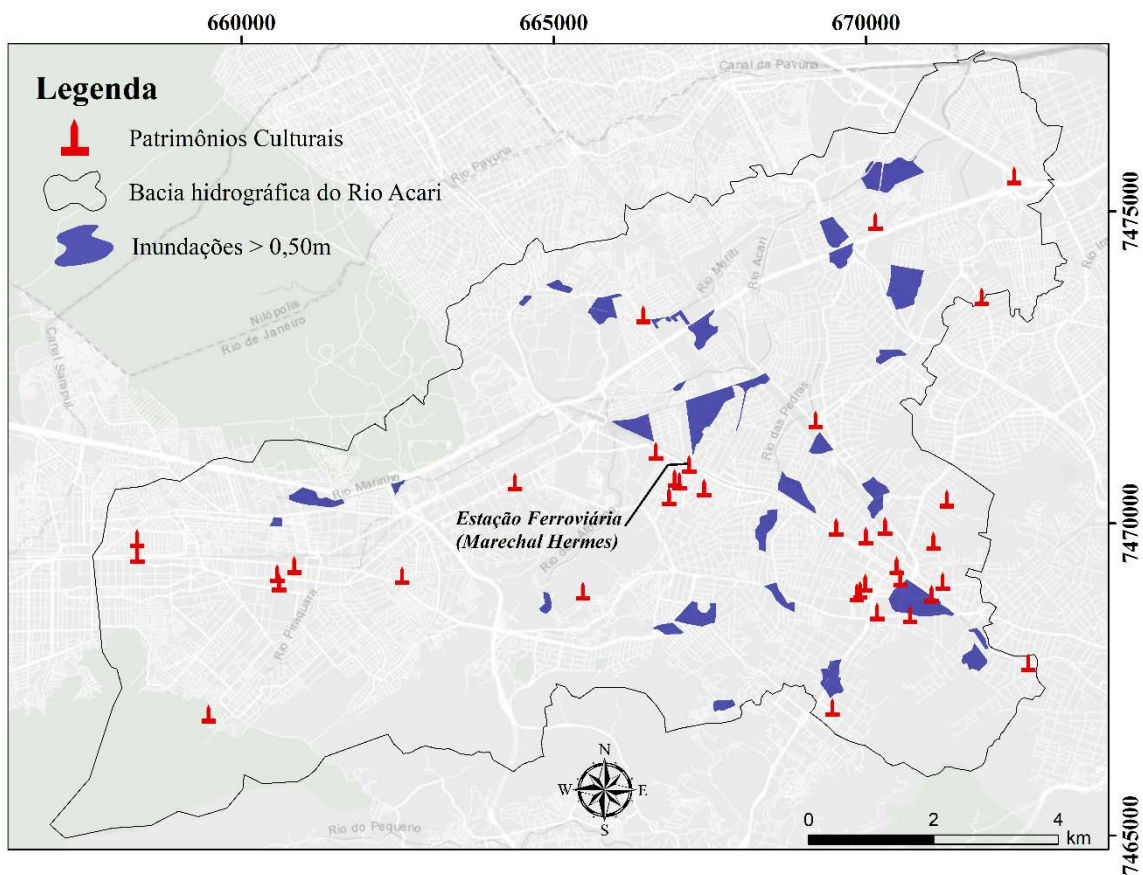 660000
665000
670000
Legenda
Patrimônios Culturais
Bacia hidrográfica do Rio Acari
Inundações > 0,50m
Canal da Pavuna
Rio Pavuna
7475000
Rio Meriti
Rio Acari
Nilópolis
Rio de Janeiro
Canal Sarapuí
Rio das Pedras
Rio Marinho
Estação Ferroviária
(Marechal Hermes)
7470000
Rio Piraquara
N
W
E
S
Rio do Pequeno
0
2
4
km
7465000